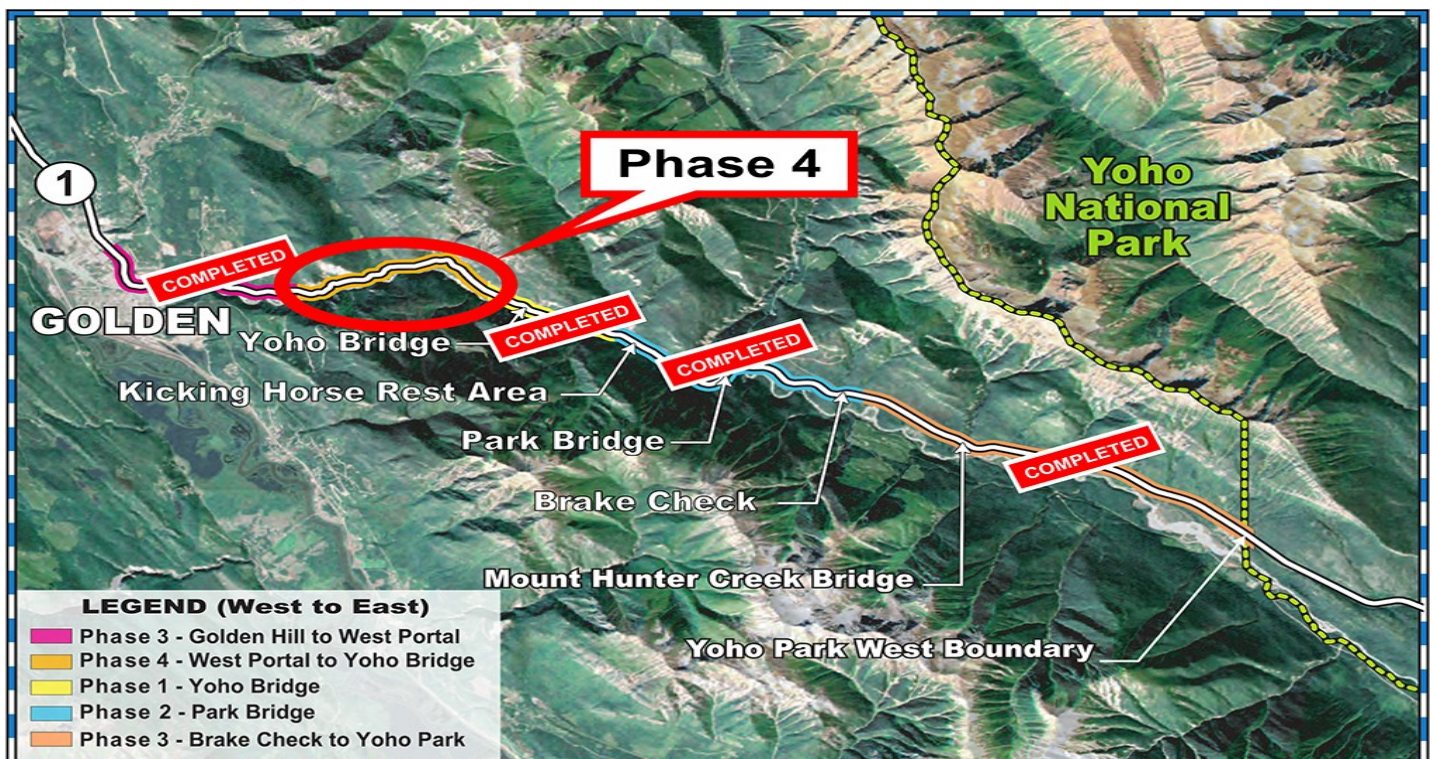 Phase 4
Yoho
National
Park
1
COMPLETED
GOLDEN
Yoho Bridge
COMPLETED
Kicking Horse Rest Area
COMPLETED
Park Bridge
Brake Check
COMPLETED
Mount Hunter Creek Bridge
Yoho Park West Boundary
LEGEND (West to East)
Phase 3 - Golden Hill to West Portal
Phase 4 - West Portal to Yoho Bridge
Phase 1 - Yoho Bridge
Phase 2 - Park Bridge
Phase 3 - Brake Check to Yoho Park